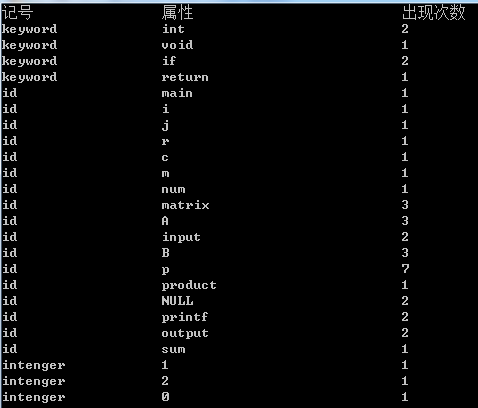 记号 属性 出现次数
keyword int 2
keyword void 1
keyword if 2
keyword return 1
id main 1
id i 1
id j 1
id r 1
id c 1
id m 1
id num 1
id matrix 3
id A 3
id input 2
id B 3
id p 7
id product 1
id NULL 2
id printf 2
id output 2
id sum 1
intenger 1 1
intenger 2 1
intenger 0 1